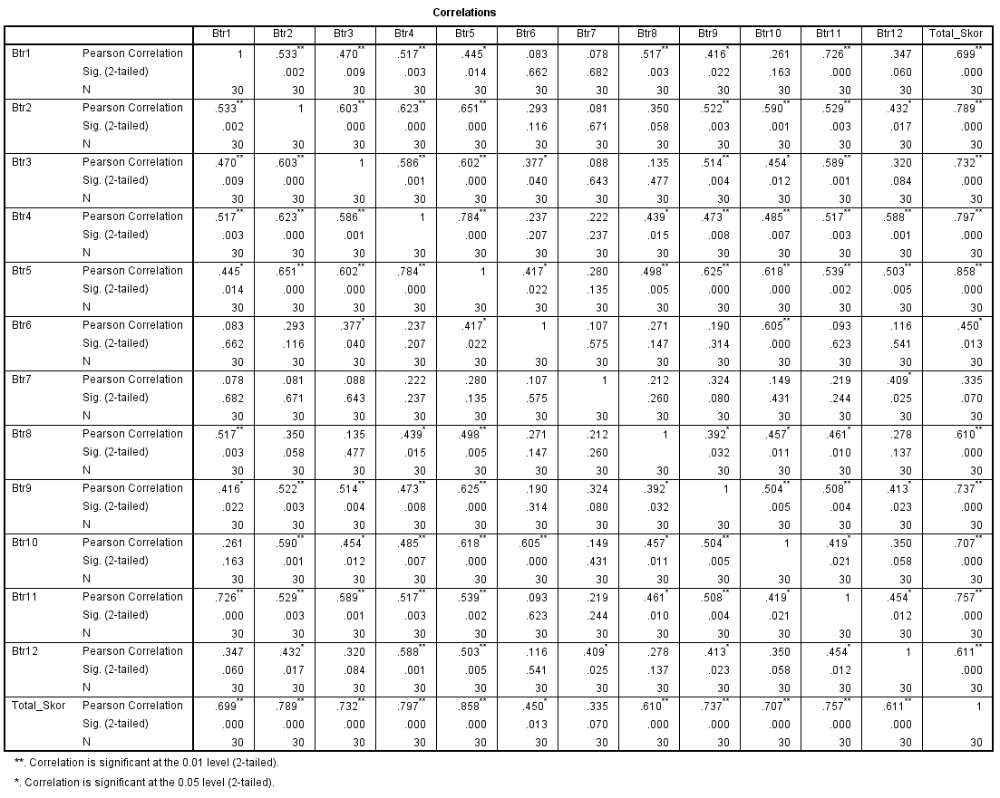 Correlations
Btr1 Btr2 Btr3 Btr4 Btr5 Btr6 Btr7 Btr8 Btr9 Btr10 Btr11 Btr12 Total_Skor
Btr1 Pearson Correlation 1 .533** .470** .517** .445* .083 .078 .517** .416* .261 .726** .347 .699**
Sig. (2-tailed) .002 .009 .003 .014 .662 .682 .003 .022 .163 .000 .060 .000
N 30 30 30 30 30 30 30 30 30 30 30 30 30
Btr2 Pearson Correlation .533** 1 .603** .623** .651** .293 .081 .350 .522** .590** .529** .432* .789**
Sig. (2-tailed) .002 .000 .000 .000 .116 .671 .058 .003 .001 .003 .017 .000
N 30 30 30 30 30 30 30 30 30 30 30 30 30
Btr3 Pearson Correlation .470** .603** 1 .586** .602** .377* .088 .135 .514** .454* .589** .320 .732**
Sig. (2-tailed) .009 .000 .001 .000 .040 .643 .477 .004 .012 .001 .084 .000
N 30 30 30 30 30 30 30 30 30 30 30 30 30
Btr4 Pearson Correlation .517** .623** .586** 1 .784** .237 .222 .439* .473** .485** .517** .588** .797**
Sig. (2-tailed) .003 .000 .001 .000 .207 .237 .015 .008 .007 .003 .001 .000
N 30 30 30 30 30 30 30 30 30 30 30 30 30
Btr5 Pearson Correlation .445* .651** .602** .784** 1 .417* .280 .498** .625** .618** .539** .503** .858**
Sig. (2-tailed) .014 .000 .000 .000 .022 .135 .005 .000 .000 .002 .005 .000
N 30 30 30 30 30 30 30 30 30 30 30 30 30
Btr6 Pearson Correlation .083 .293 .377* .237 .417* 1 .107 .271 .190 .605** .093 .116 .450*
Sig. (2-tailed) .662 .116 .040 .207 .022 .575 .147 .314 .000 .623 .541 .013
N 30 30 30 30 30 30 30 30 30 30 30 30 30
Btr7 Pearson Correlation .078 .081 .088 .222 .280 .107 1 .212 .324 .149 .219 .409* .335
Sig. (2-tailed) .682 .671 .643 .237 .135 .575 .260 .080 .431 .244 .025 .070
N 30 30 30 30 30 30 30 30 30 30 30 30 30
Btr8 Pearson Correlation .517** .350 .135 .439* .498** .271 .212 1 .392* .457* .461* .278 .610**
Sig. (2-tailed) .003 .058 .477 .015 .005 .147 .260 .032 .011 .010 .137 .000
N 30 30 30 30 30 30 30 30 30 30 30 30 30
Btr9 Pearson Correlation .416* .522** .514** .473** .625** .190 .324 .392* 1 .504** .508** .413* .737**
Sig. (2-tailed) .022 .003 .004 .008 .000 .314 .080 .032 .005 .004 .023 .000
N 30 30 30 30 30 30 30 30 30 30 30 30 30
Btr10 Pearson Correlation .261 .590** .454* .485** .618** .605** .149 .457* .504** 1 .419* .350 .707**
Sig. (2-tailed) .163 .001 .012 .007 .000 .000 .431 .011 .005 .021 .058 .000
N 30 30 30 30 30 30 30 30 30 30 30 30 30
Btr11 Pearson Correlation .726** .529** .589** .517** .539** .093 .219 .461* .508** .419* 1 .454* .757**
Sig. (2-tailed) .000 .003 .001 .003 .002 .623 .244 .010 .004 .021 .012 .000
N 30 30 30 30 30 30 30 30 30 30 30 30 30
Btr12 Pearson Correlation .347 .432* .320 .588** .503** .116 .409* .278 .413* .350 .454* 1 .611**
Sig. (2-tailed) .060 .017 .084 .001 .005 .541 .025 .137 .023 .058 .012 .000
N 30 30 30 30 30 30 30 30 30 30 30 30 30
Total_Skor Pearson Correlation .699** .789** .732** .797** .858** .450* .335 .610** .737** .707** .757** .611** 1
Sig. (2-tailed) .000 .000 .000 .000 .000 .013 .070 .000 .000 .000 .000 .000
N 30 30 30 30 30 30 30 30 30 30 30 30 30
**. Correlation is significant at the 0.01 level (2-tailed).
*. Correlation is significant at the 0.05 level (2-tailed).